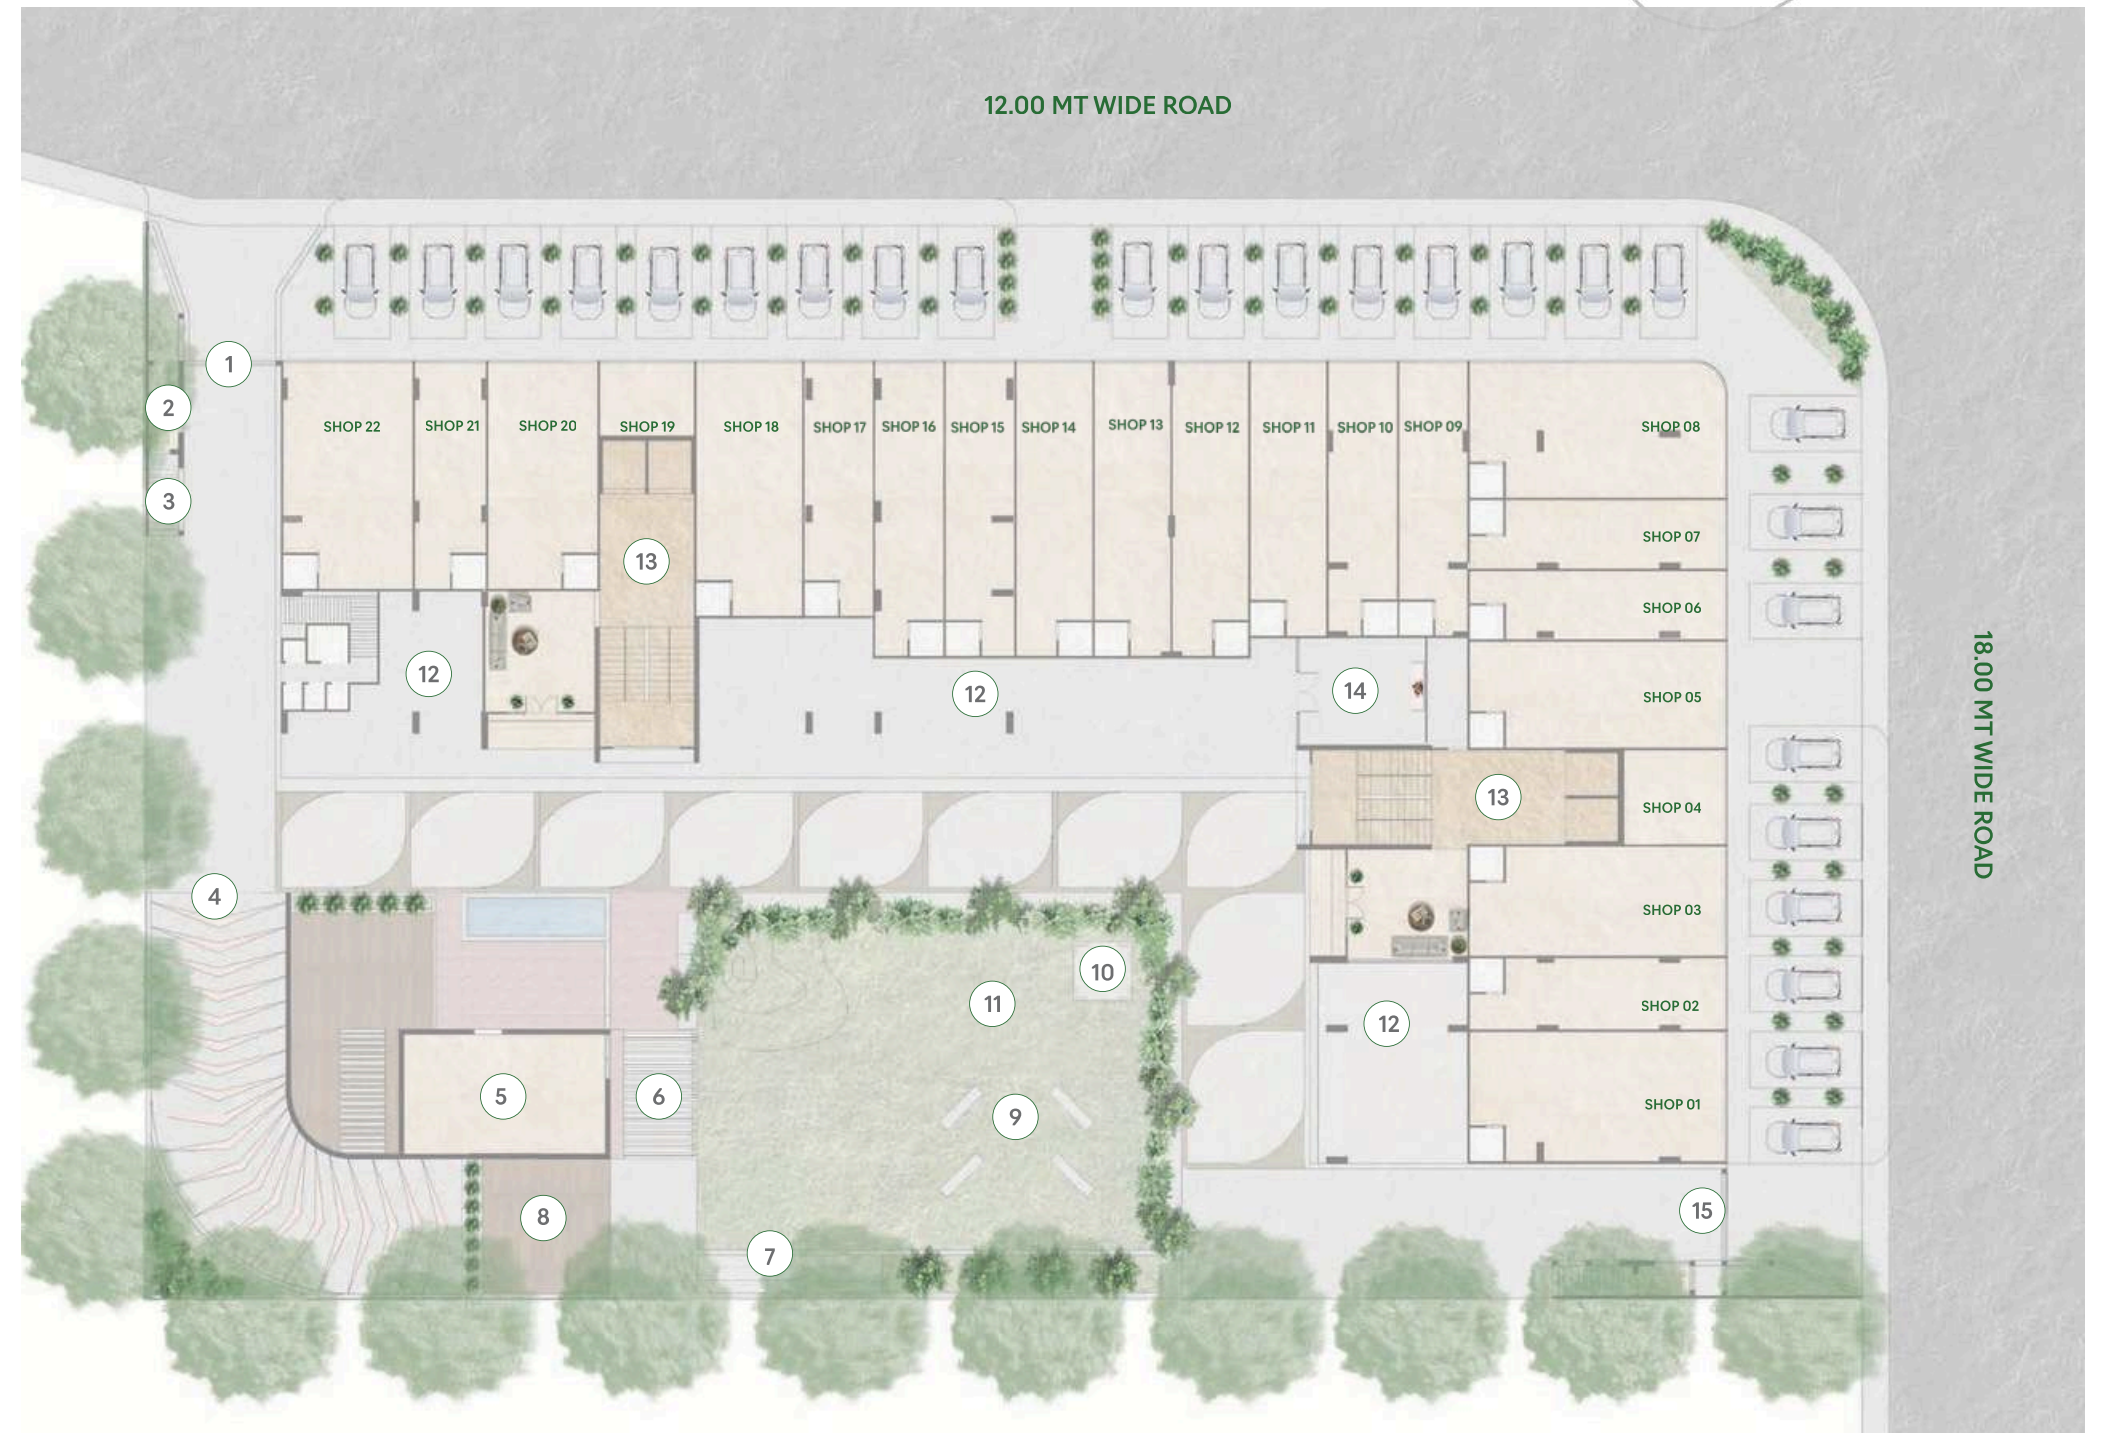 12.00 MT WIDE ROAD
1
2
3
SHOP 22
SHOP 21
SHOP 20
SHOP 19
SHOP 18
SHOP 17
SHOP 16
SHOP 15
SHOP 14
SHOP 13
SHOP 12
SHOP 11
SHOP 10
SHOP 09
SHOP 08
SHOP 07
SHOP 06
SHOP 05
SHOP 04
SHOP 03
SHOP 02
SHOP 01
18.00 MT WIDE ROAD
13
12
12
14
13
4
10
11
12
5
6
9
8
7
15